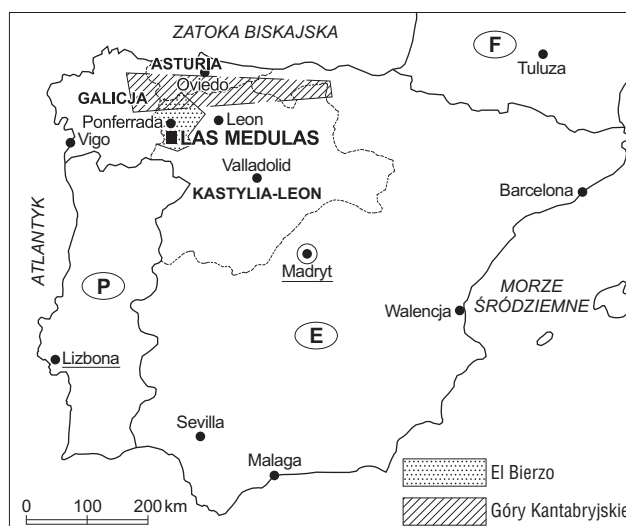 ZATOKA BISKAJSKA
F
Tuluza
ASTURIA
Oviedo
GALICJA
Ponferrada
Leon
LAS MEDULAS
Vigo
Valladolid
KASTYLIA-LEON
Barcelona
ATLANTYK
Madryt
P
MORZE
ŚRÓDZIEMNE
Walencja
E
Lizbona
Sevilla
Malaga
El Bierzo
Góry Kantabryjskie
0 100 200 km